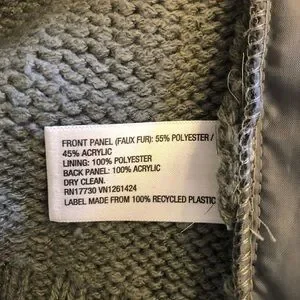 FRONT PANEL (FAUX FUR): 55% POLYESTER /
45% ACRYLIC
LINING: 100% POLYESTER
BACK PANEL: 100% ACRYLIC
DRY CLEAN.
RN17730 VN1261424
LABEL MADE FROM 100% RECYCLED PLASTIC